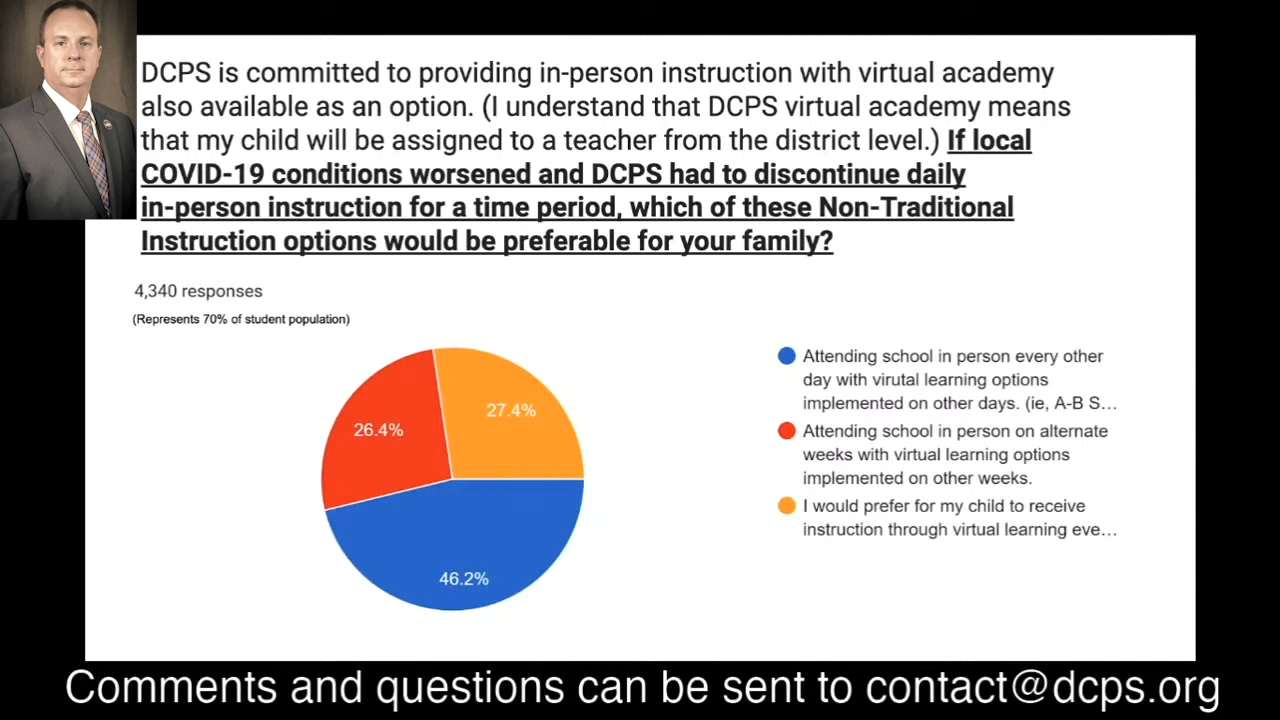 DCPS is committed to providing in-person instruction with virtual academy
also available as an option. (I understand that DCPS virtual academy means
that my child will be assigned to a teacher from the district level.) If local
COVID-19 conditions worsened and DCPS had to discontinue daily
in-person instruction for a time period, which of these Non-Traditional
Instruction options would be preferable for your family?
4,340 responses
(Represents 70% of student population)
27.4%
26.4%
46.2%
Attending school in person every other
day with virutal learning options
implemented on other days. (ie, A-B S...
Attending school in person on alternate
weeks with virtual learning options
implemented on other weeks.
I would prefer for my child to receive
instruction through virtual learning eve...
Comments and questions can be sent to contact@dcps.org